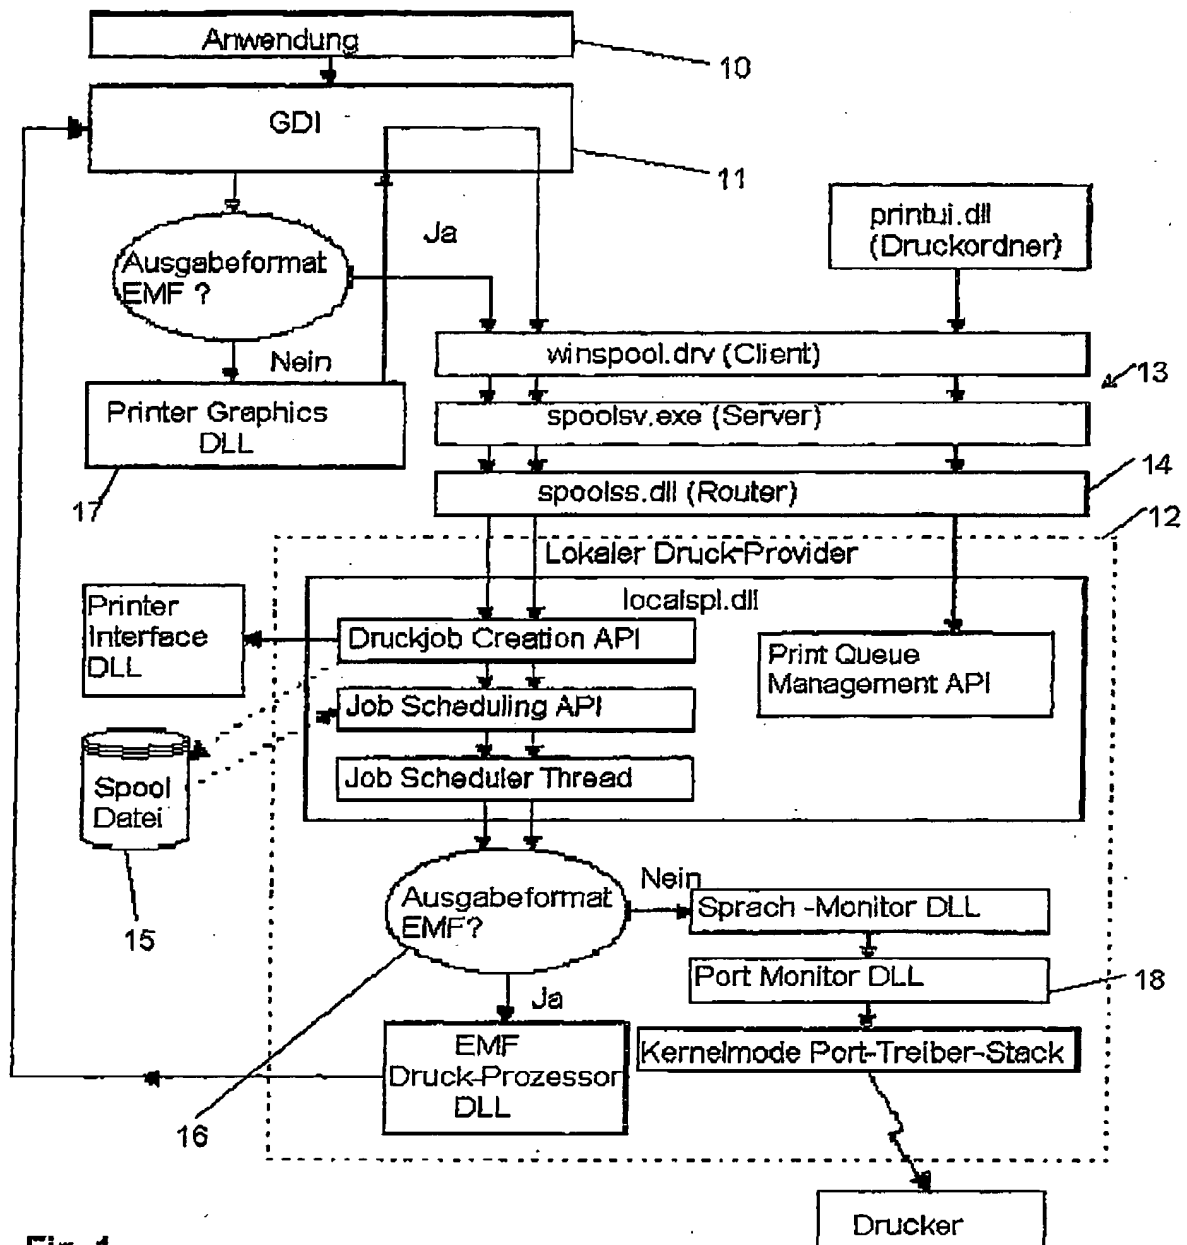 Anwendung
10
GDI
11
Ja
printui.dll
(Druckordner)
Ausgabeformat
EMF ?
Nein
winspool.drv (Client)
13
Printer Graphics
DLL
spoolsv.exe (Server)
17
spoolss.dll (Router)
14
12
Lokaler Druck-Provider
localspl.dll
Printer
Interface
DLL
Druckjob Creation API
Print Queue
Management API
Job Scheduling API
Job Scheduler Thread
Spool
Datei
15
Ausgabeformat
EMF?
Nein
Sprach -Monitor DLL
Port Monitor DLL
18
Ja
EMF
Druck-Prozessor
DLL
Kernelmode Port-Treiber-Stack
16
Drucker